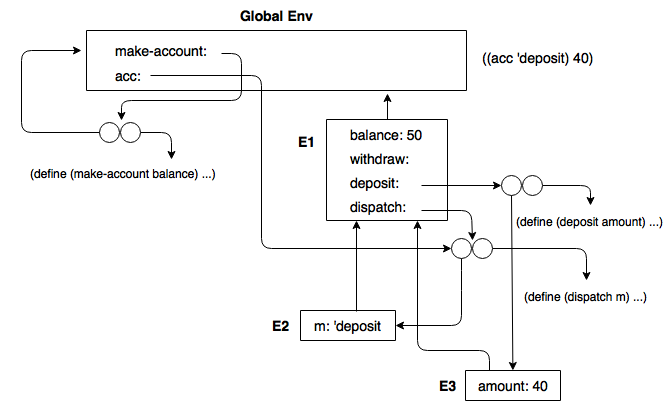 Global Env
make-account:
acc:
((acc 'deposit) 40)
E1
balance: 50
withdraw:
deposit:
dispatch:
(define (make-account balance) ...)
(define (deposit amount) ...)
(define (dispatch m) ...)
E2
m: 'deposit
E3
amount: 40